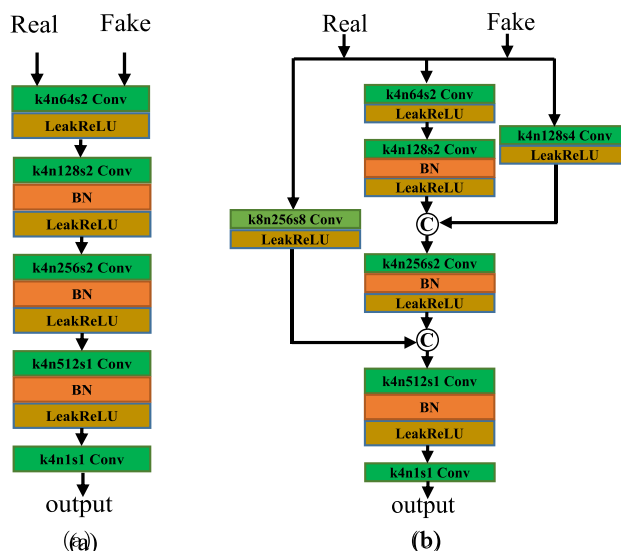 Real Fake
k4n64s2 Conv
LeakReLU
k4n128s2 Conv
BN
LeakReLU
k4n256s2 Conv
BN
LeakReLU
k4n512s1 Conv
BN
LeakReLU
k4n1s1 Conv
output
(a)
Real Fake
k4n64s2 Conv
LeakReLU
k4n128s2 Conv
BN
LeakReLU
k4n128s4 Conv
LeakReLU
k8n256s8 Conv
LeakReLU
C
k4n256s2 Conv
BN
LeakReLU
C
k4n512s1 Conv
BN
LeakReLU
k4n1s1 Conv
output
(b)